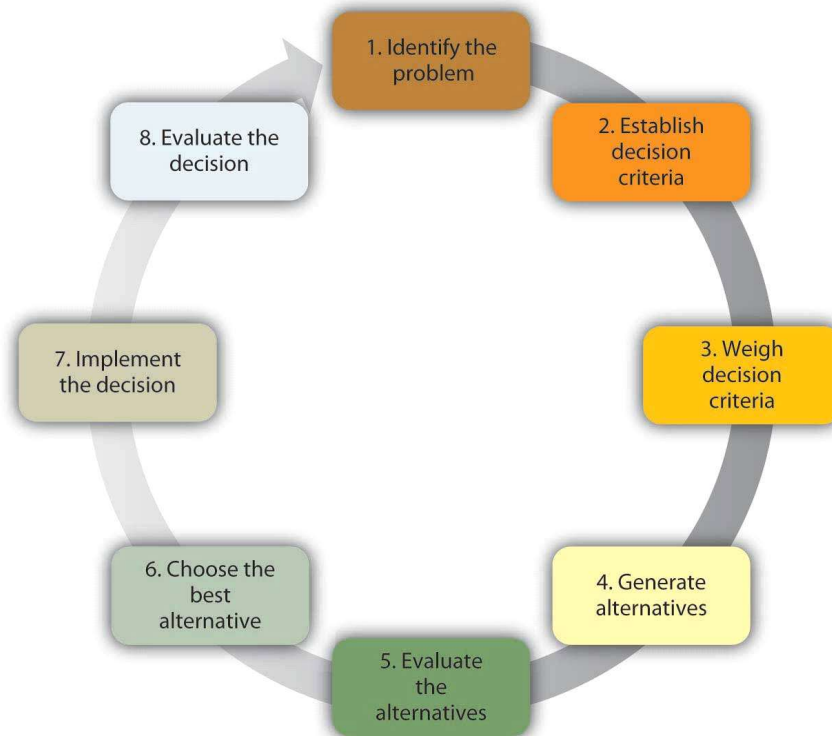 1. Identify the
problem
2. Establish
decision
criteria
3. Weigh
decision
criteria
4. Generate
alternatives
5. Evaluate
the
alternatives
6. Choose the
best
alternative
7. Implement
the decision
8. Evaluate the
decision